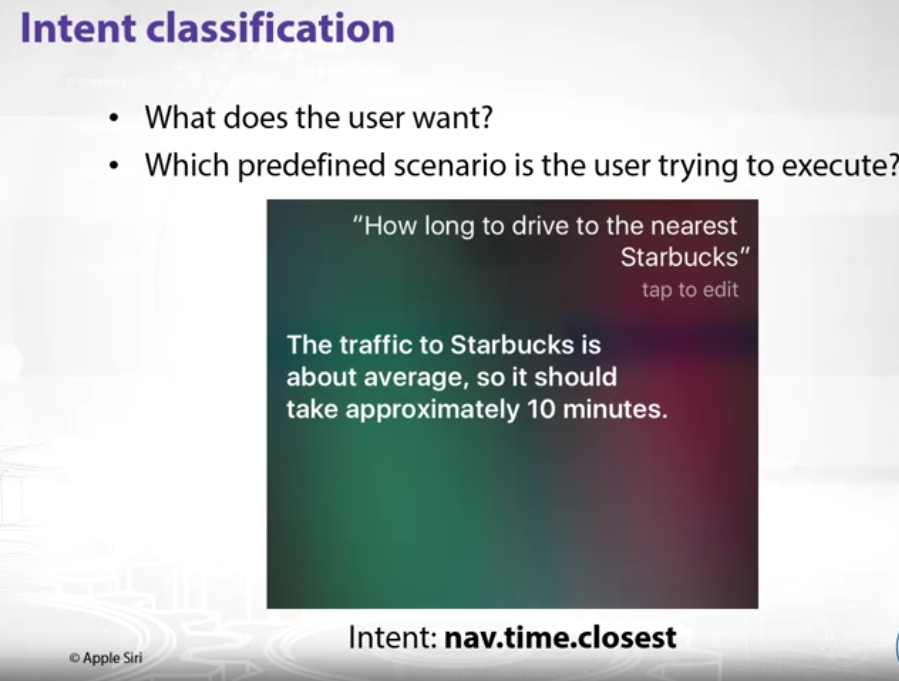 Intent classification
• What does the user want?
• Which predefined scenario is the user trying to execute?
“How long to drive to the nearest
Starbucks”
tap to edit
The traffic to Starbucks is
about average, so it should
take approximately 10 minutes.
Intent: nav.time.closest
© Apple Siri